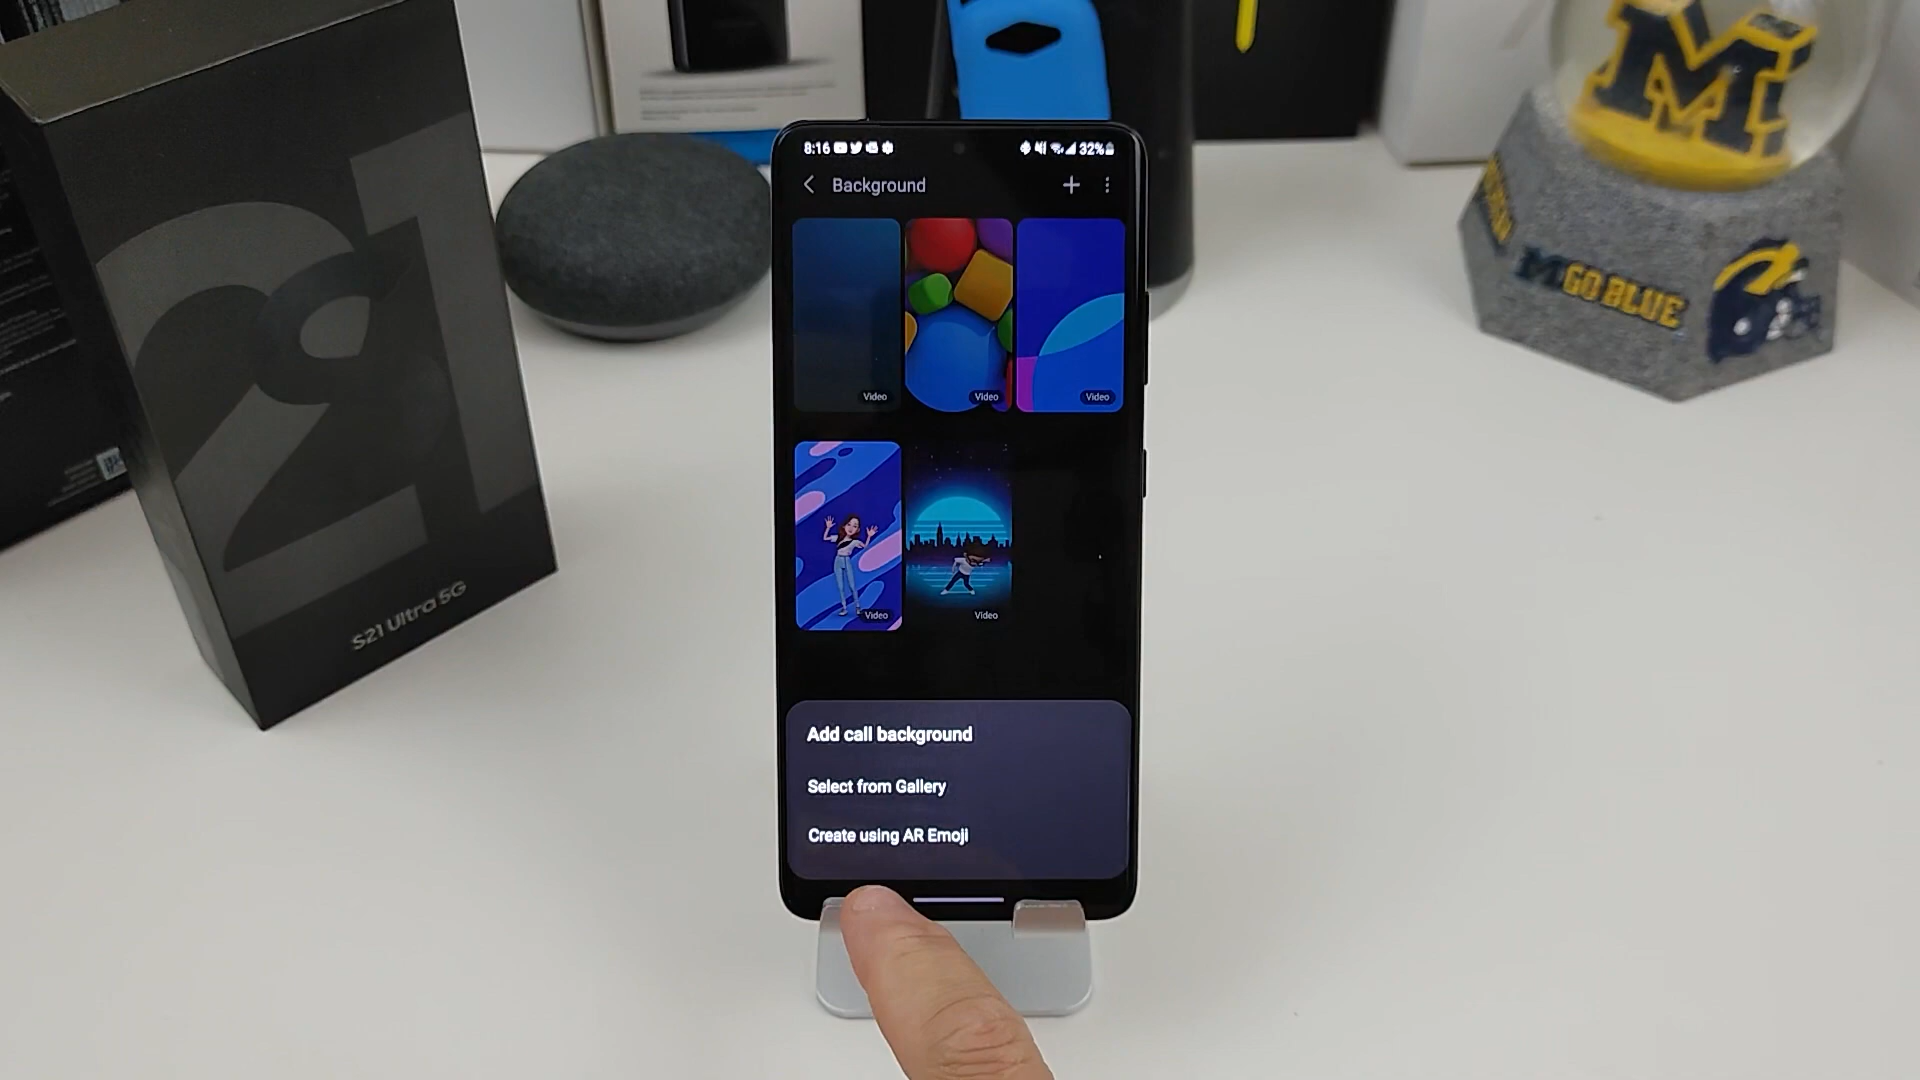 8:16
32%
Background
Video
Video
Video
Video
Video
Add call background
Select from Gallery
Create using AR Emoji
21
S21 Ultra 5G
M
M GO BLUE